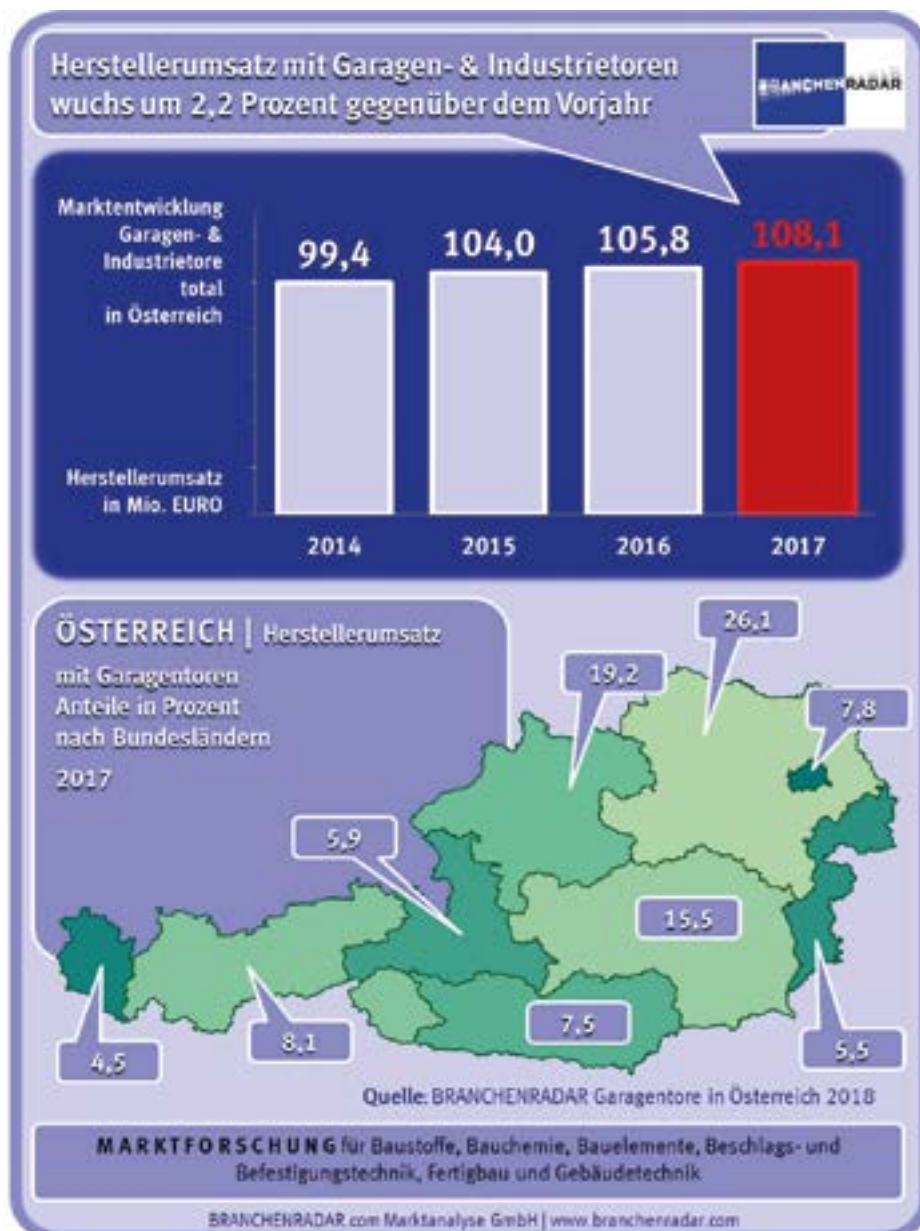 Herstellerumsatz mit Garagen- & Industrietoren
wuchs um 2,2 Prozent gegenüber dem Vorjahr
BRANCHENRADAR
Marktentwicklung
Garagen- &
Industrietore
total
in Österreich
99,4
104,0
105,8
108,1
Herstellerumsatz
in Mio. EURO
2014
2015
2016
2017
ÖSTERREICH | Herstellerumsatz
mit Garagentoren
Anteile in Prozent
nach Bundesländern
2017
26,1
19,2
7,8
5,9
15,5
7,5
8,1
4,5
5,5
Quelle: BRANCHENRADAR Garagentore in Österreich 2018
MARKTFORSCHUNG für Baustoffe, Bauchemie, Bauelemente, Beschlags- und
Befestigungstechnik, Fertigbau und Gebäudetechnik
BRANCHENRADAR.com Marktanalyse GmbH | www.branchenradar.com